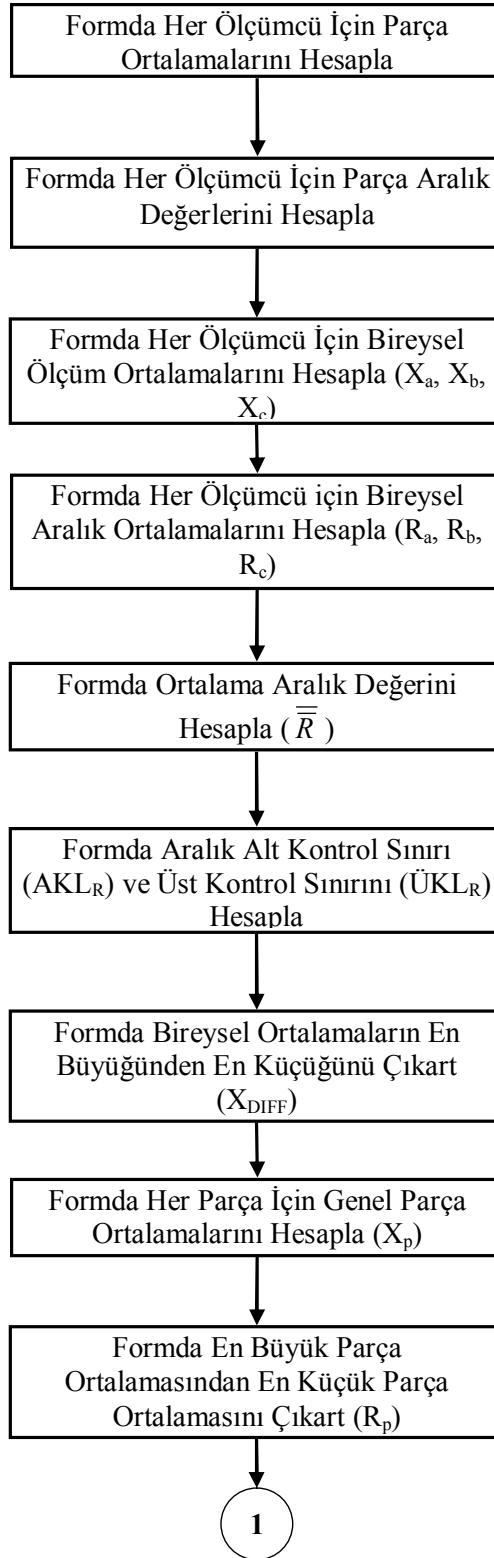 Formda Her Ölçümcü İçin Parça
Ortalamalarını Hesapla
Formda Her Ölçümcü İçin Parça Aralık
Değerlerini Hesapla
Formda Her Ölçümcü İçin Bireysel
Ölçüm Ortalamalarını Hesapla (Xa, Xb,
Xc)
Formda Her Ölçümcü için Bireysel
Aralık Ortalamalarını Hesapla (Ra, Rb,
Rc)
Formda Ortalama Aralık Değerini
Hesapla ( R̿ )
Formda Aralık Alt Kontrol Sınırı
(AKLR) ve Üst Kontrol Sınırını (ÜKLR)
Hesapla
Formda Bireysel Ortalamaların En
Büyüğünden En Küçüğünü Çıkart
(XDIFF)
Formda Her Parça İçin Genel Parça
Ortalamalarını Hesapla (Xp)
Formda En Büyük Parça
Ortalamasından En Küçük Parça
Ortalamasını Çıkart (Rp)
1